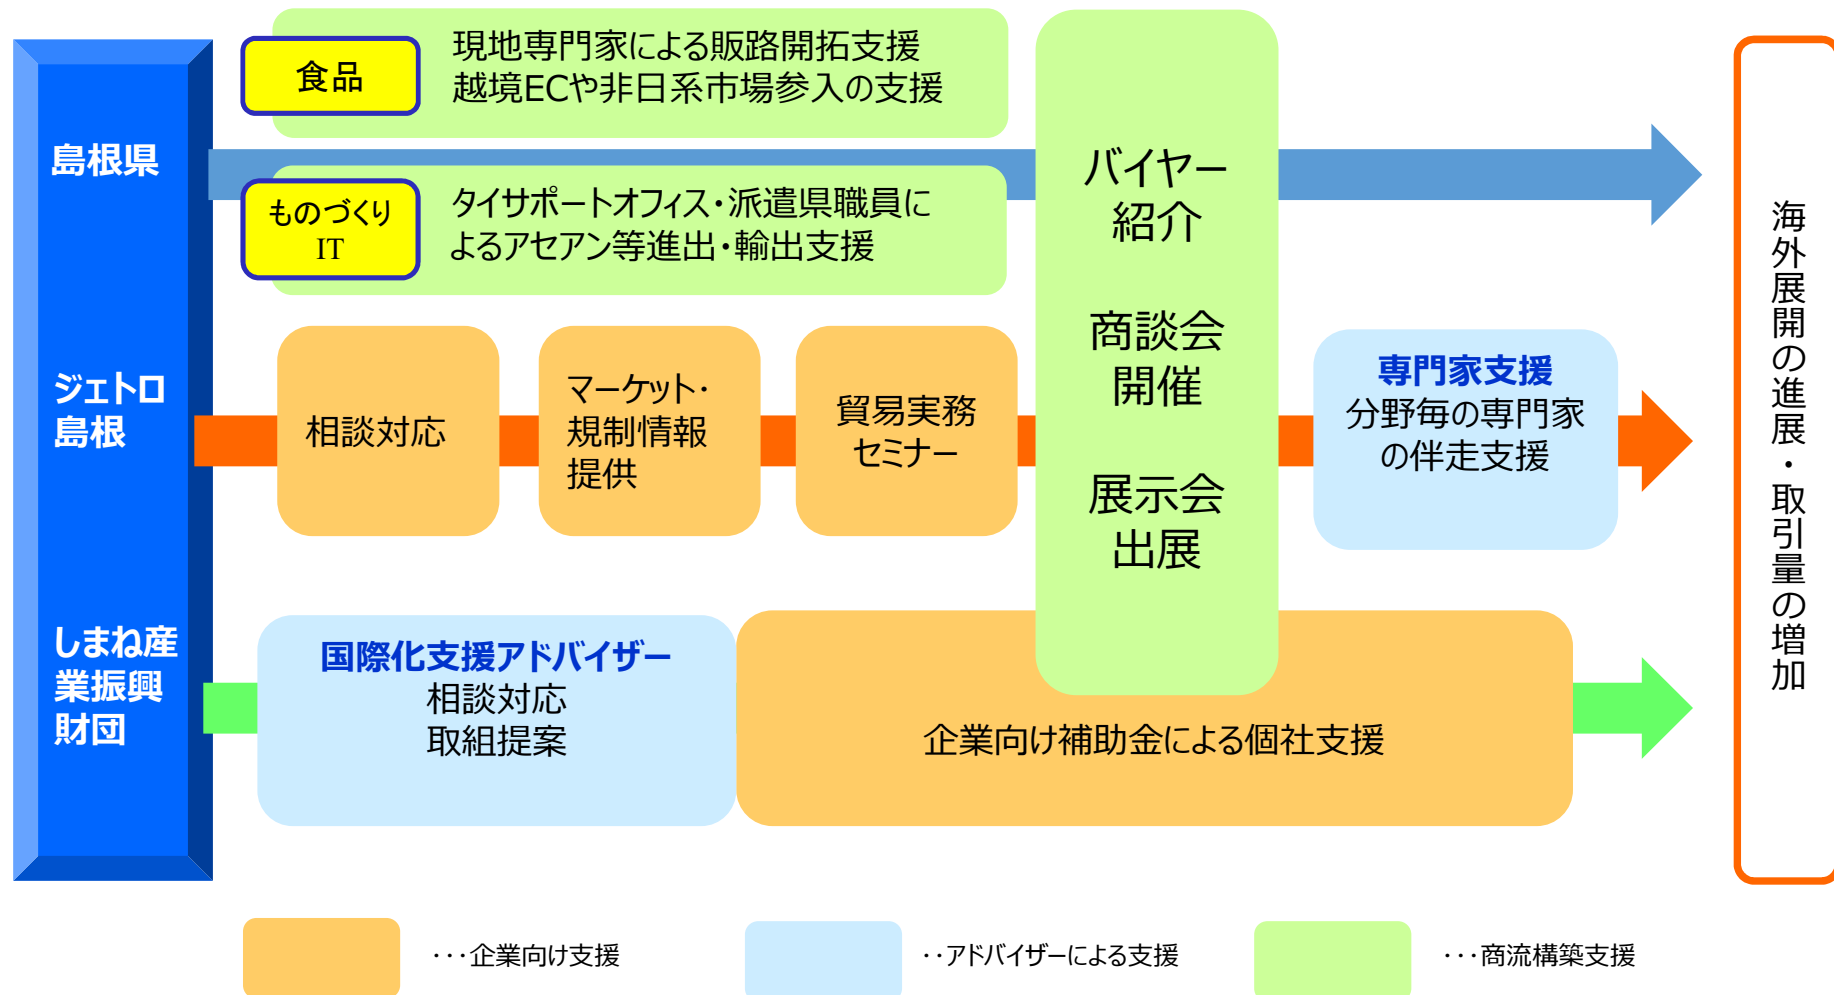 島根県
食品
現地専門家による販路開拓支援
越境ECや非日系市場参入の支援
ものづくり
IT
タイサポートオフィス・派遣県職員に
よるアセアン等進出・輸出支援
ジェトロ
島根
相談対応
マーケット・
規制情報
提供
貿易実務
セミナー
バイヤー
紹介
商談会
開催
展示会
出展
専門家支援
分野毎の専門家
の伴走支援
しまね産
業振興
財団
国際化支援アドバイザー
相談対応
取組提案
企業向け補助金による個社支援
海外展開の進展・取引量の増加
・・・企業向け支援
・・アドバイザーによる支援
・・・商流構築支援